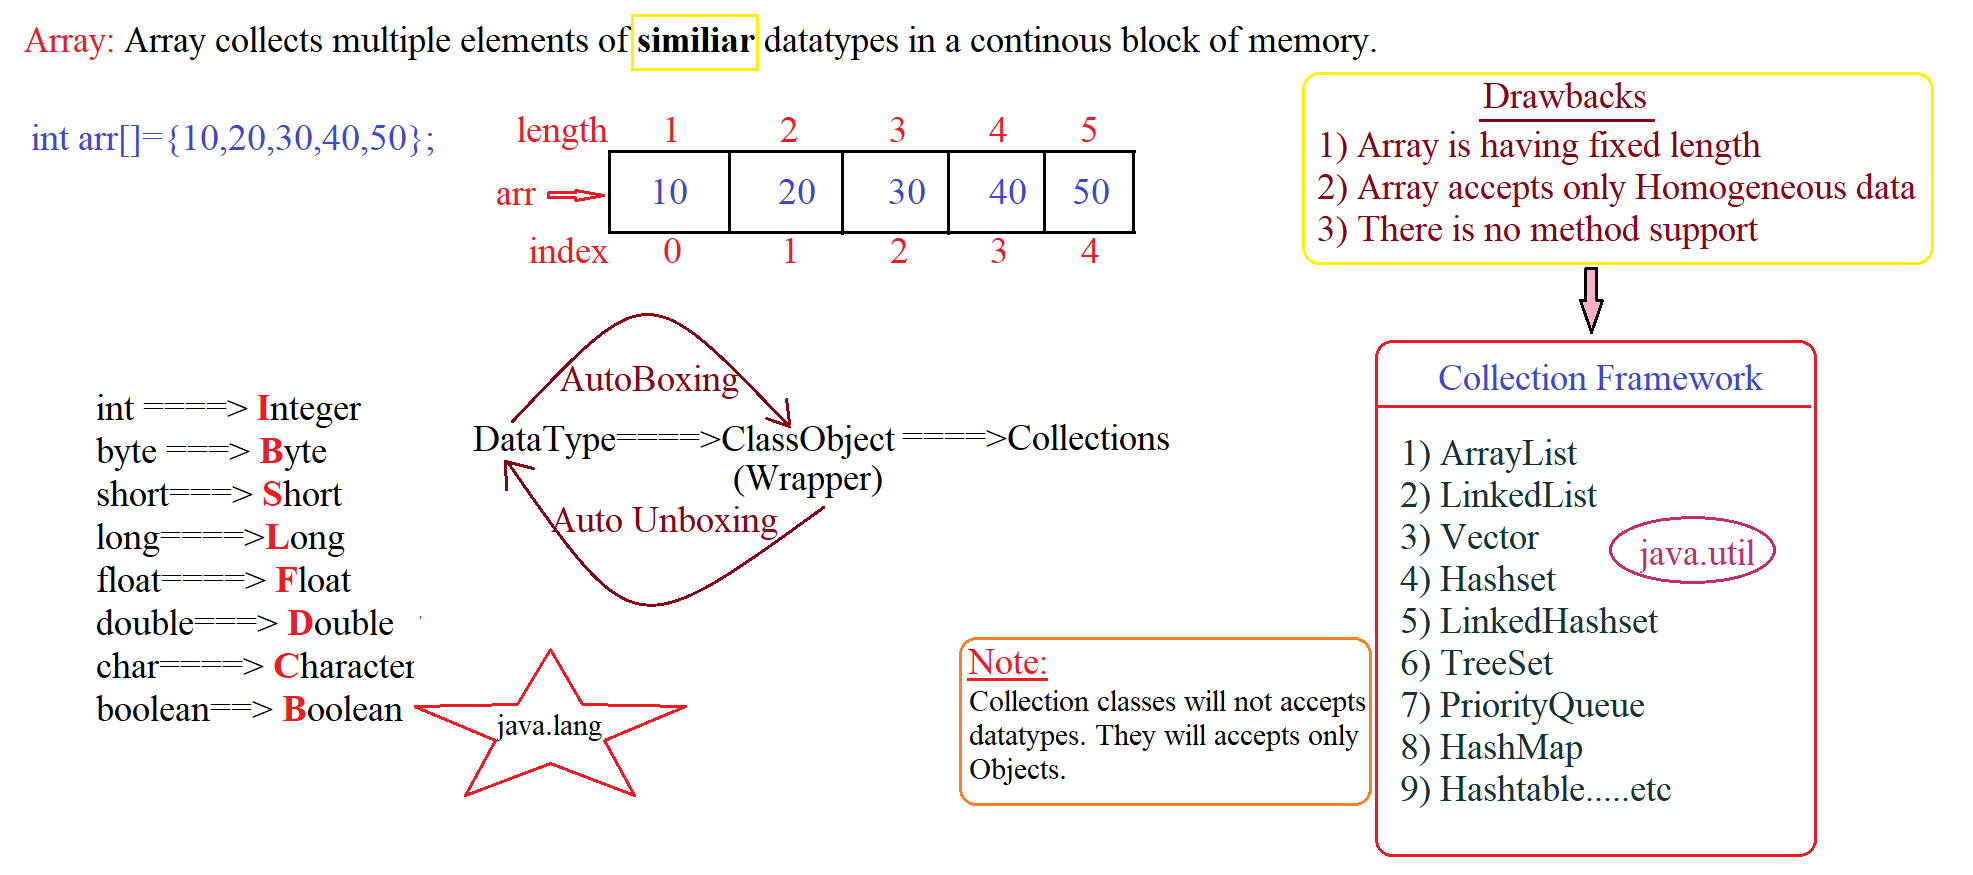 Array: Array collects multiple elements of similiar datatypes in a continous block of memory.
int arr[]={10,20,30,40,50};
length 1 2 3 4 5
arr 10 20 30 40 50
index 0 1 2 3 4
Drawbacks
1) Array is having fixed length
2) Array accepts only Homogeneous data
3) There is no method support
int ====> Integer
byte ===> Byte
short===> Short
long====>Long
float====> Float
double===> Double
char====> Character
boolean==> Boolean
java.lang
AutoBoxing
DataType====>ClassObject ====>Collections
(Wrapper)
Auto Unboxing
Note:
Collection classes will not accepts
datatypes. They will accepts only
Objects.
Collection Framework
1) ArrayList
2) LinkedList
3) Vector
java.util
4) Hashset
5) LinkedHashset
6) TreeSet
7) PriorityQueue
8) HashMap
9) Hashtable.....etc